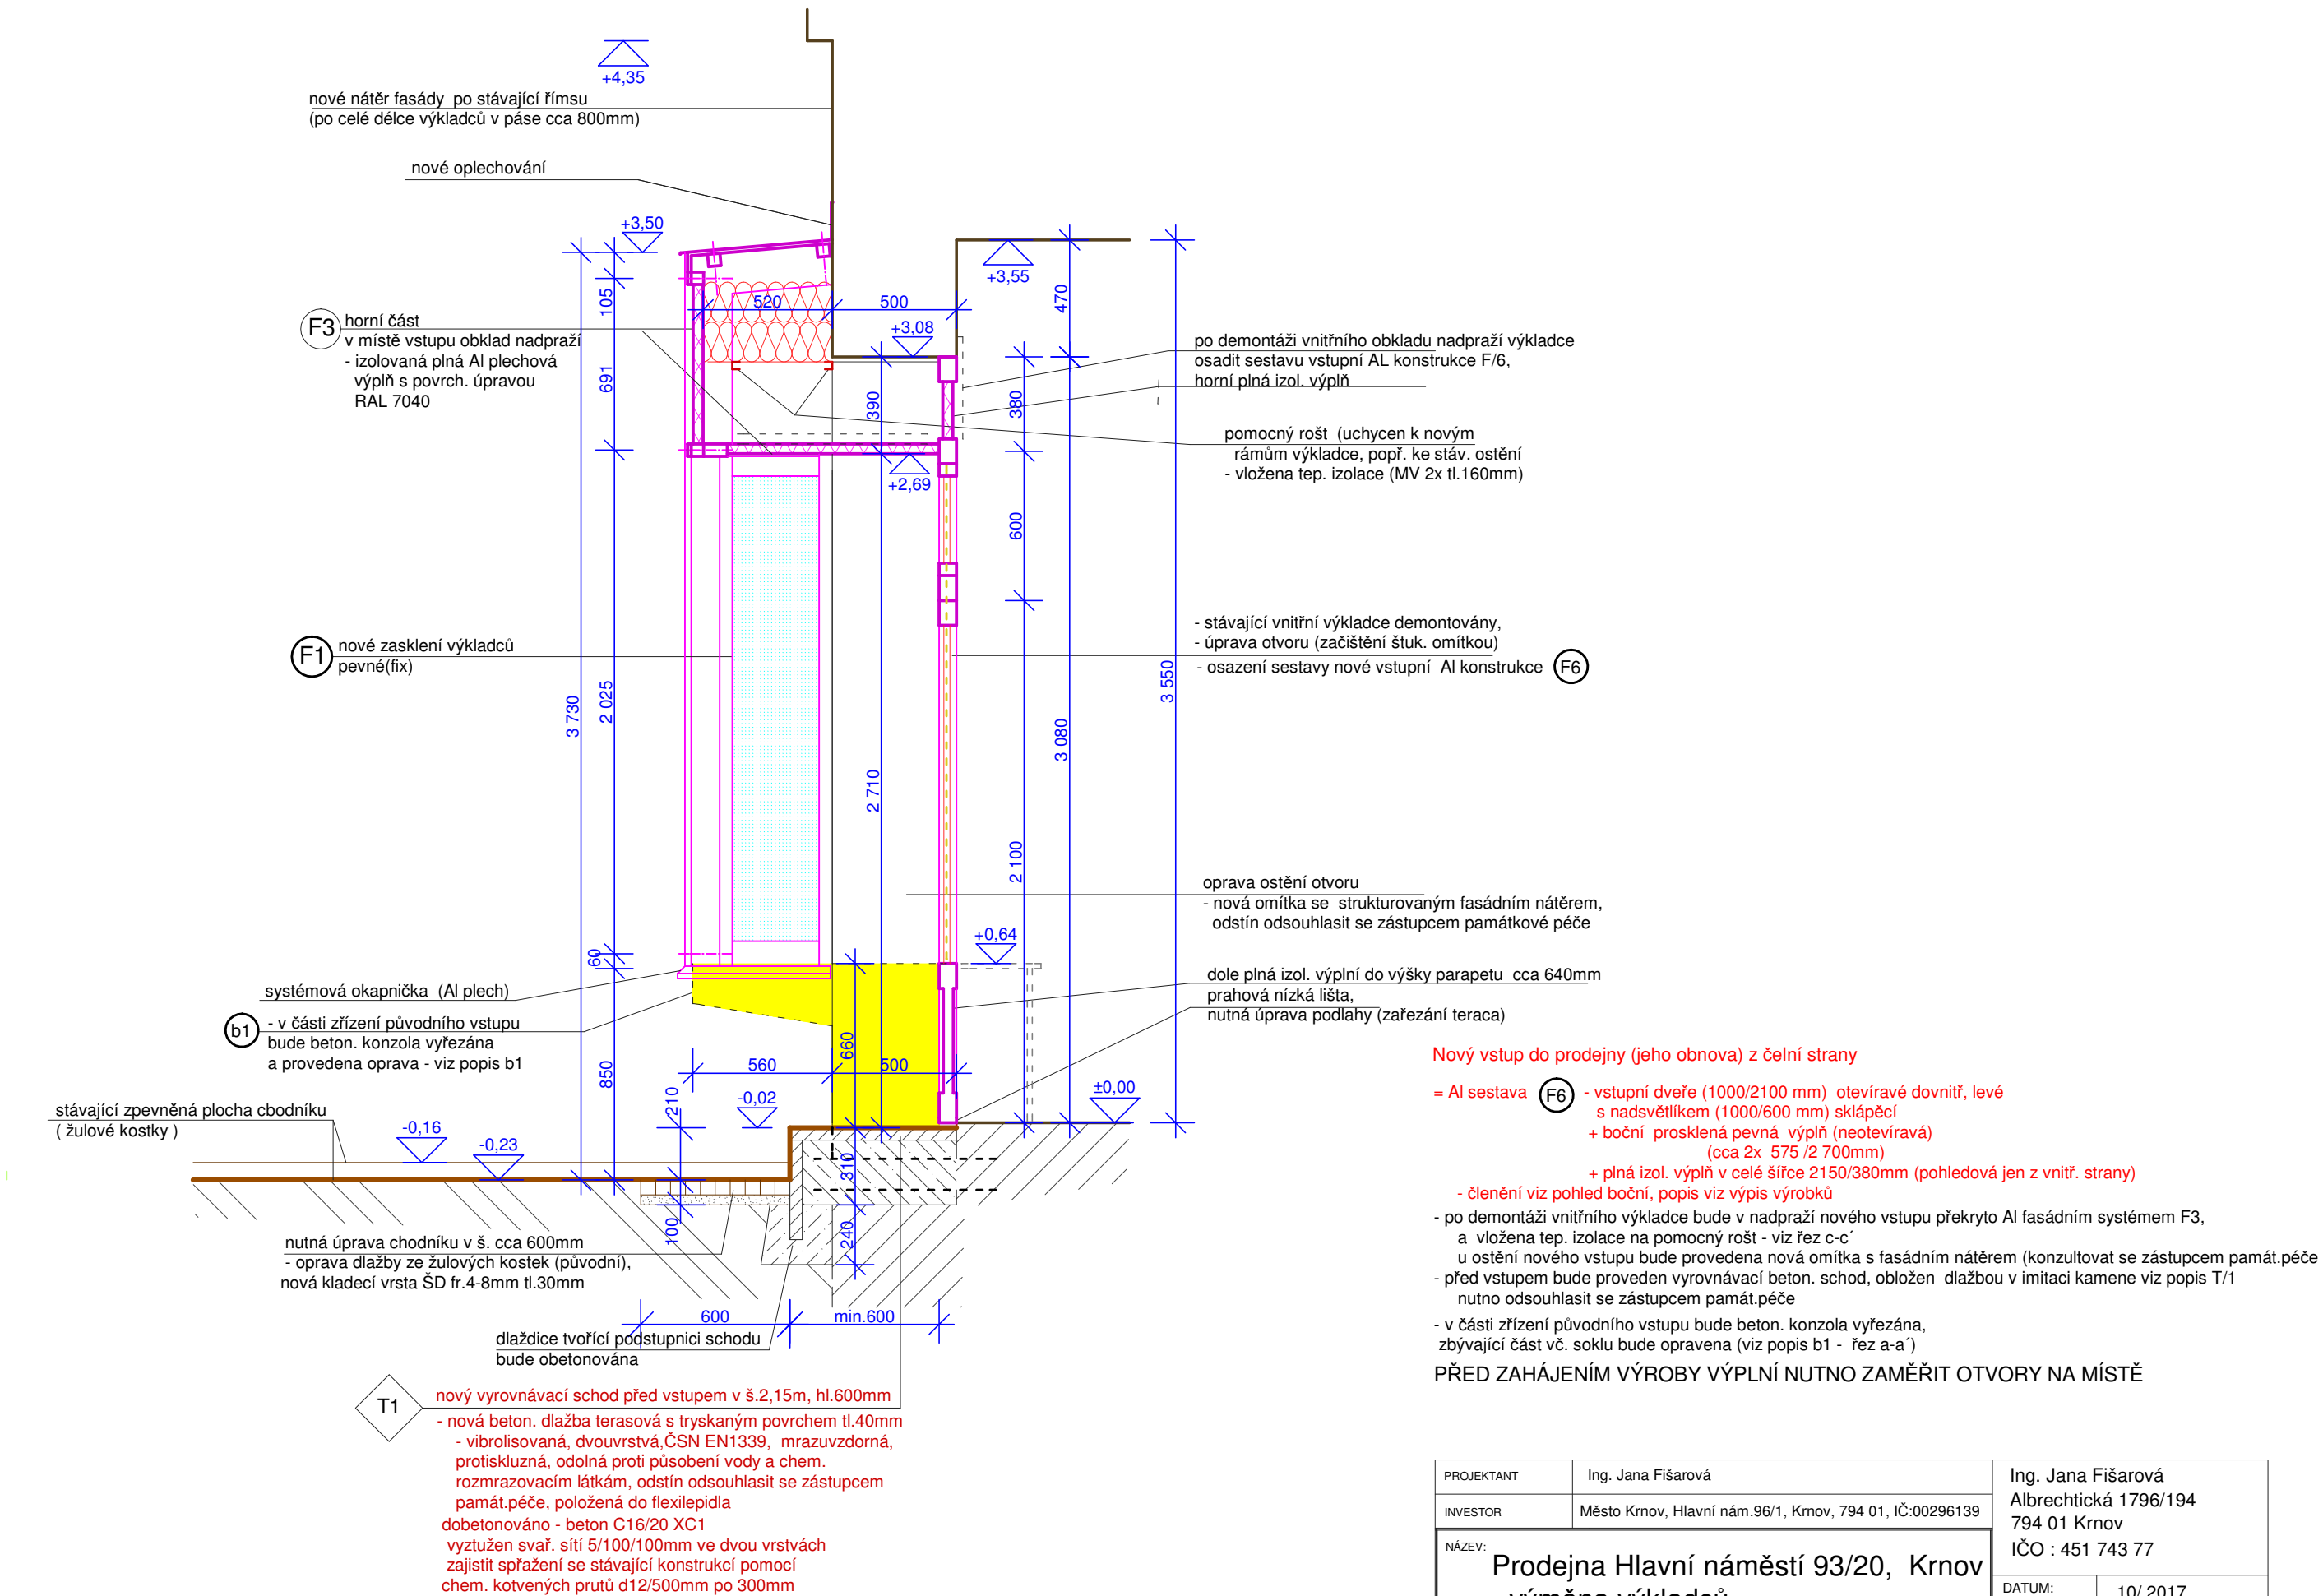 +4,35
nové nátěr fasády po stávající římsu
(po celé délce výkladců v páse cca 800mm)
nové oplechování
+3,50
+3,55
105
520
500
470
+3,08
F3
horní část
v místě vstupu obklad nadpraží
- izolovaná plná Al plechová
výplň s povrch. úpravou
RAL 7040
691
390
380
po demontáži vnitřního obkladu nadpraží výkladce
osadit sestavu vstupní AL konstrukce F/6,
horní plná izol. výplň
pomocný rošt (uchycen k novým
rámům výkladce, popř. ke stáv. ostění
- vložena tep. izolace (MV 2x tl.160mm)
+2,69
600
F1
nové zasklení výkladců
pevné(fix)
- stávající vnitřní výkladce demontovány,
- úprava otvoru (začištění štuk. omítkou)
- osazení sestavy nové vstupní Al konstrukce F6
3 730
2 025
2 710
3 080
3 550
2 100
oprava ostění otvoru
- nová omítka se strukturovaným fasádním nátěrem,
odstín odsouhlasit se zástupcem památkové péče
+0,64
60
dole plná izol. výplní do výšky parapetu cca 640mm
prahová nízká lišta,
nutná úprava podlahy (zařezání teraca)
systémová okapnička (Al plech)
b1
- v části zřízení původního vstupu
bude beton. konzola vyřezána
a provedena oprava - viz popis b1
850
560
660
500
210
-0,02
±0,00
stávající zpevněná plocha cbodníku
( žulové kostky )
-0,16
-0,23
310
100
240
nutná úprava chodníku v š. cca 600mm
- oprava dlažby ze žulových kostek (původní),
nová kladecí vrsta ŠD fr.4-8mm tl.30mm
600
min.600
dlaždice tvořící podstupnici schodu
bude obetonována
T1
nový vyrovnávací schod před vstupem v š.2,15m, hl.600mm
- nová beton. dlažba terasová s tryskaným povrchem tl.40mm
- vibrolisovaná, dvouvrstvá,ČSN EN1339, mrazuvzdorná,
protiskluzná, odolná proti působení vody a chem.
rozmrazovacím látkám, odstín odsouhlasit se zástupcem
památ.péče, položená do flexilepidla
dobetonováno - beton C16/20 XC1
vyztužen svař. sítí 5/100/100mm ve dvou vrstvách
zajistit spřažení se stávající konstrukcí pomocí
chem. kotvených prutů d12/500mm po 300mm
Nový vstup do prodejny (jeho obnova) z čelní strany
= Al sestava F6 - vstupní dveře (1000/2100 mm) otevíravé dovnitř, levé
s nadsvětlíkem (1000/600 mm) sklápěcí
+ boční prosklená pevná výplň (neotevíravá)
(cca 2x 575 /2 700mm)
+ plná izol. výplň v celé šířce 2150/380mm (pohledová jen z vnitř. strany)
- členění viz pohled boční, popis viz výpis výrobků
- po demontáži vnitřního výkladce bude v nadpraží nového vstupu překryto Al fasádním systémem F3,
a vložena tep. izolace na pomocný rošt - viz řez c-c´
u ostění nového vstupu bude provedena nová omítka s fasádním nátěrem (konzultovat se zástupcem památ.péče
- před vstupem bude proveden vyrovnávací beton. schod, obložen dlažbou v imitaci kamene viz popis T/1
nutno odsouhlasit se zástupcem památ.péče
- v části zřízení původního vstupu bude beton. konzola vyřezána,
zbývající část vč. soklu bude opravena (viz popis b1 - řez a-a´)
PŘED ZAHÁJENÍM VÝROBY VÝPLNÍ NUTNO ZAMĚŘIT OTVORY NA MÍSTĚ
PROJEKTANT Ing. Jana Fišarová
INVESTOR Město Krnov, Hlavní nám.96/1, Krnov, 794 01, IČ:00296139
Ing. Jana Fišarová
Albrechtická 1796/194
794 01 Krnov
IČO : 451 743 77
NÁZEV: Prodejna Hlavní náměstí 93/20, Krnov
výměna výkladců
DATUM: 10/ 2017